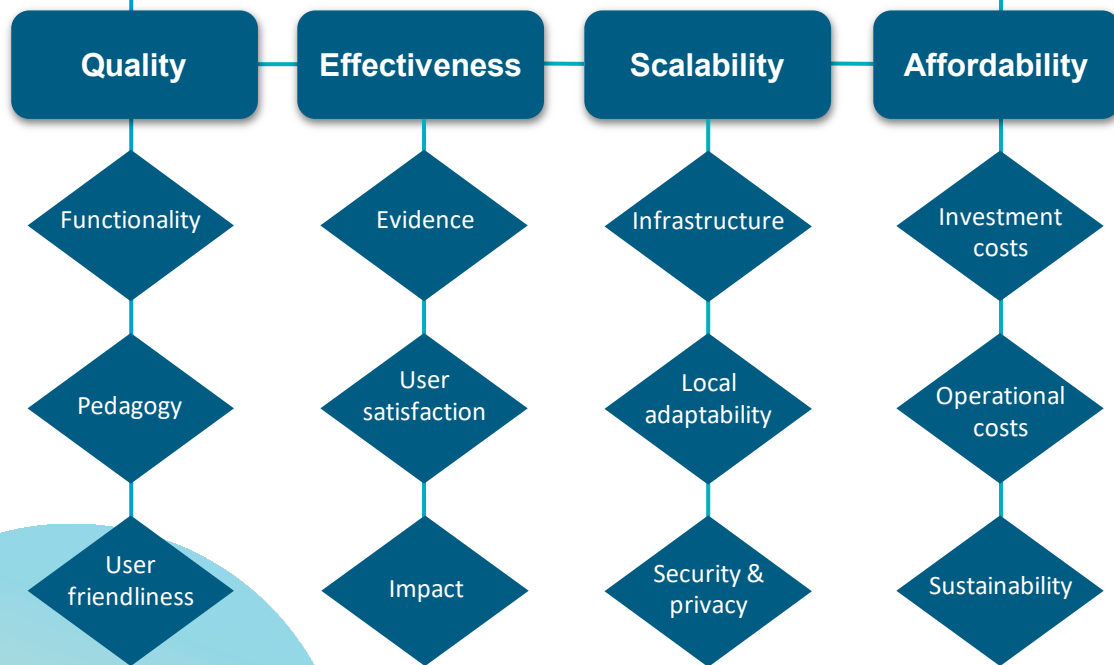 Quality
Effectiveness
Scalability
Affordability
Functionality
Evidence
Infrastructure
Investment
costs
Pedagogy
User
satisfaction
Local
adaptability
Operational
costs
User
friendliness
Impact
Security &
privacy
Sustainability